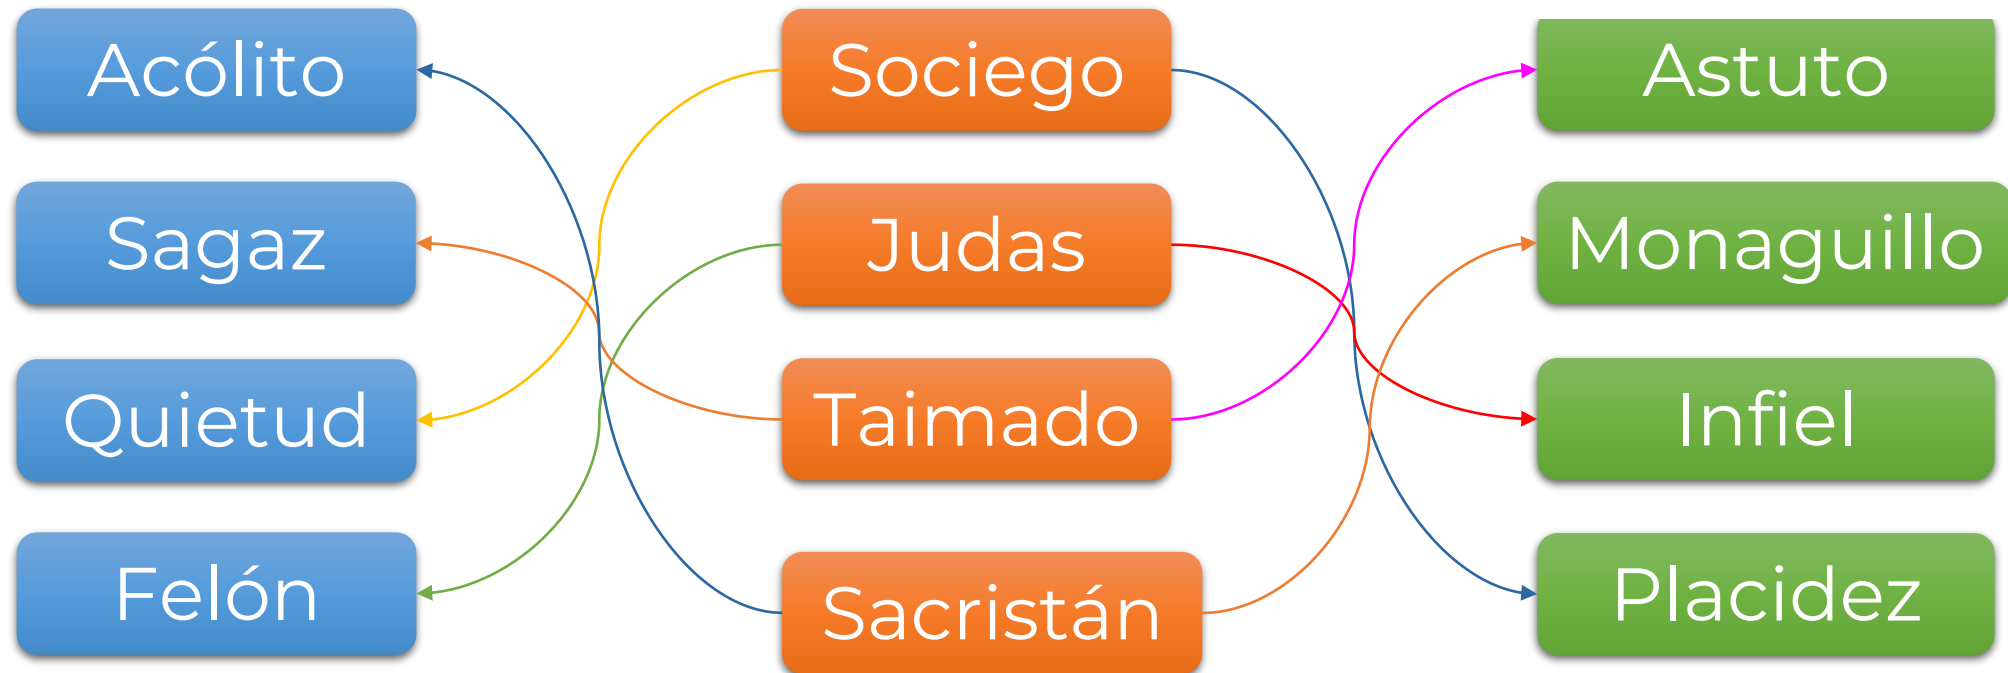 Acólito
Sociego
Astuto
Sagaz
Judas
Monaguillo
Quietud
Taimado
Infiel
Felón
Sacristán
Placidez